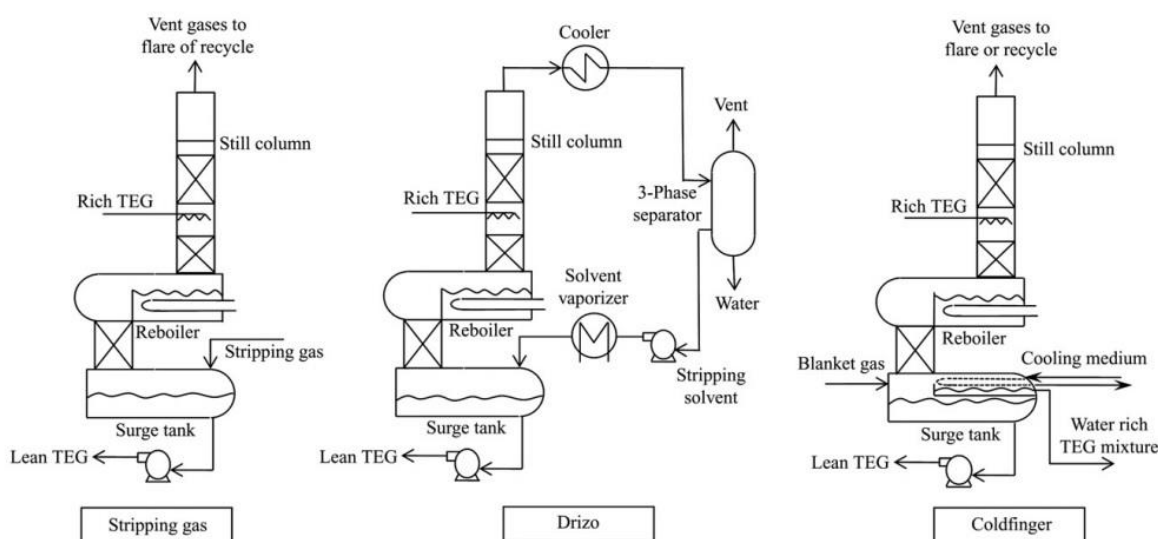 Vent gases to
flare of recycle
Still column
Rich TEG
Reboiler
Stripping gas
Surge tank
Lean TEG
Stripping gas
Cooler
Vent
Still column
Rich TEG
3-Phase
separator
Solvent
vaporizer
Water
Reboiler
Stripping
solvent
Surge tank
Lean TEG
Drizo
Vent gases to
flare or recycle
Still column
Rich TEG
Reboiler
Blanket gas
Cooling medium
Surge tank
Water rich
TEG mixture
Lean TEG
Coldfinger